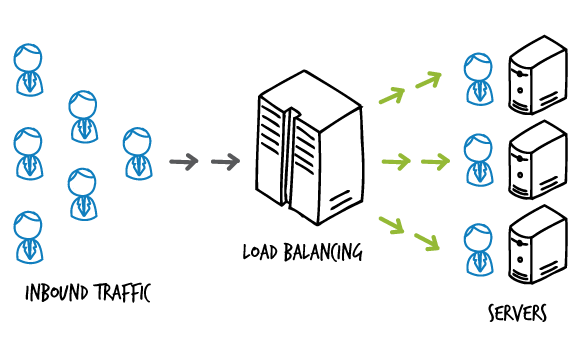 INBOUND TRAFFIC
LOAD BALANCING
SERVERS